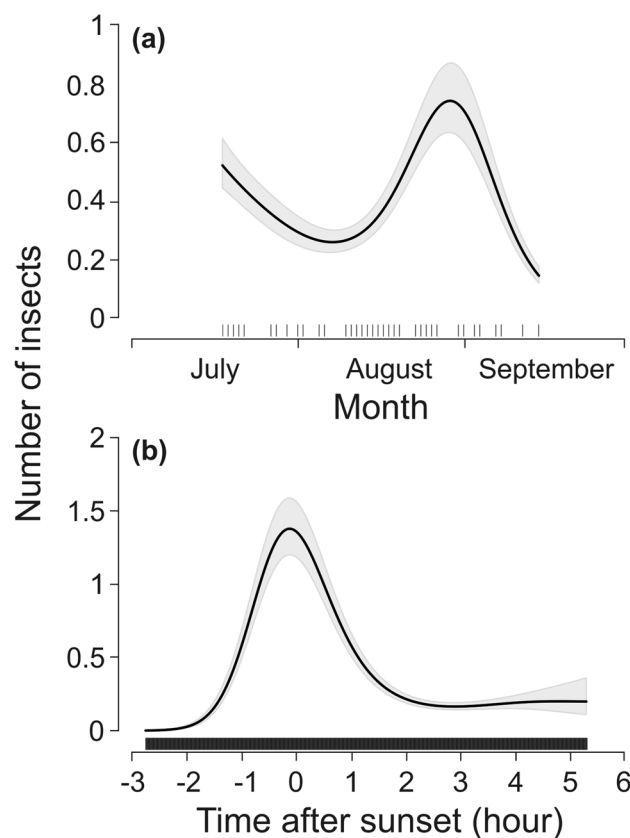 Number of insects
(a)
1
0.8
0.6
0.4
0.2
0
July August September
Month
(b)
2
1.5
1
0.5
0
-3 -2 -1 0 1 2 3 4 5 6
Time after sunset (hour)